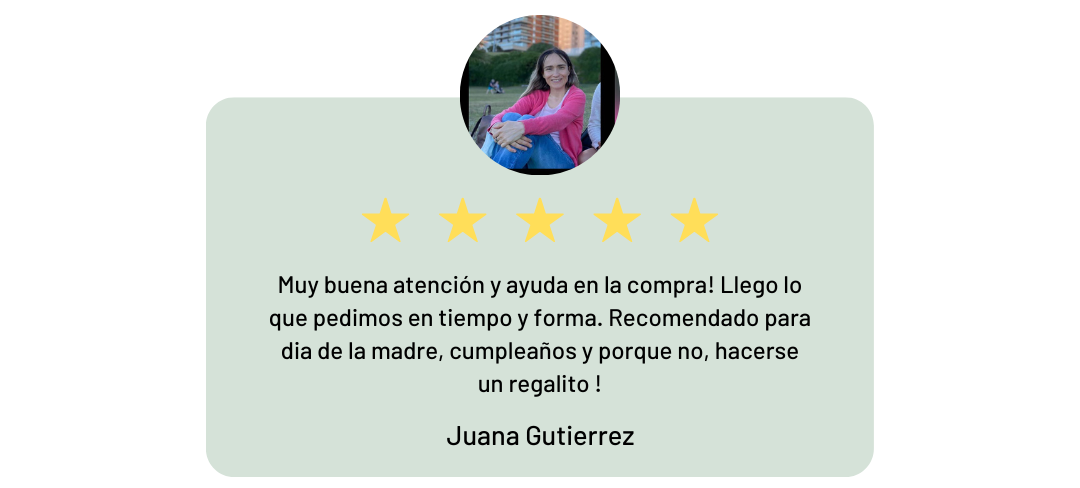 Muy buena atención y ayuda en la compra! Llego lo
que pedimos en tiempo y forma. Recomendado para
dia de la madre, cumpleaños y porque no, hacerse
un regalito !
Juana Gutierrez